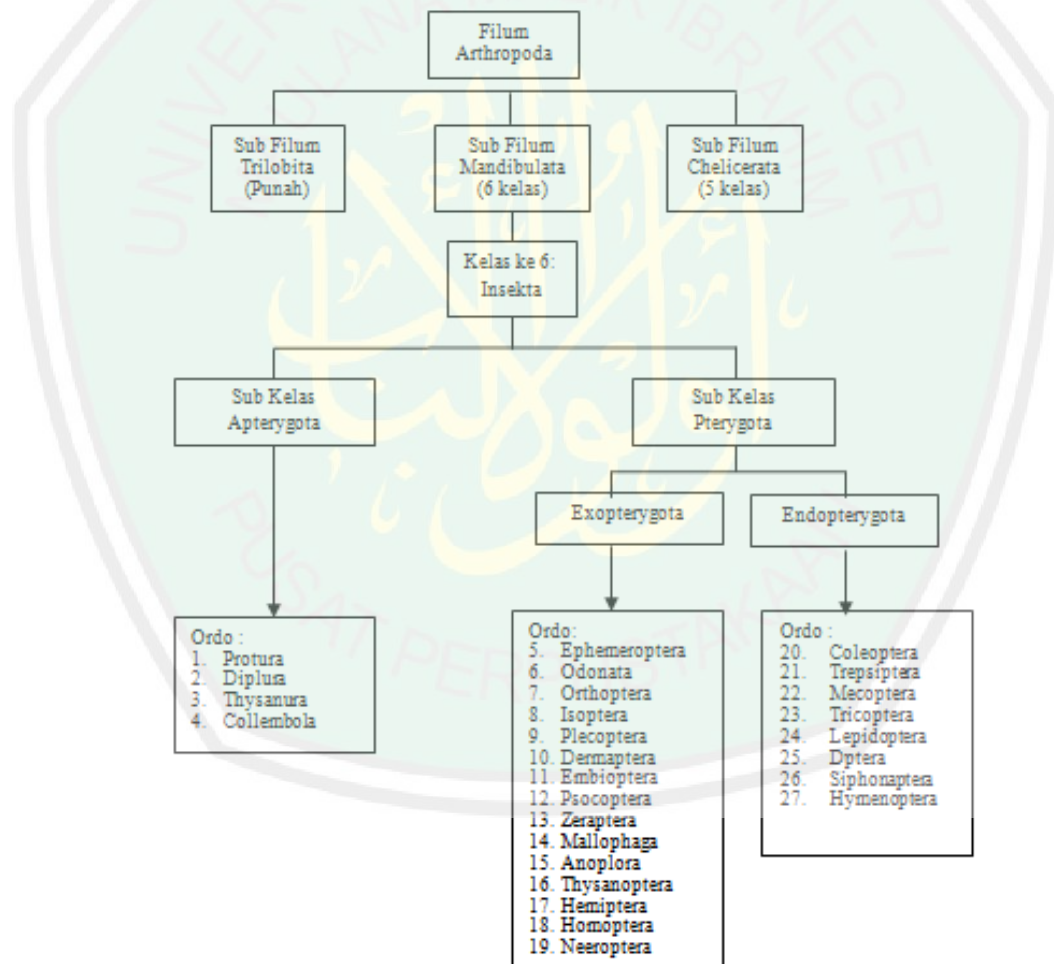 Filum
Arthropoda
Sub Filum
Trilobita
(Punah)
Sub Filum
Mandibulata
(6 kelas)
Sub Filum
Chelicerata
(5 kelas)
Kelas ke 6:
Insekta
Sub Kelas
Apterygota
Sub Kelas
Pterygota
Exopterygota
Endopterygota
Ordo :
1. Protura
2. Diplura
3. Thysanura
4. Collembola
Ordo:
5. Ephemeroptera
6. Odonata
7. Orthoptera
8. Isoptera
9. Plecoptera
10. Dermaptera
11. Embioptera
12. Psocoptera
13. Zeraptera
14. Mallophaga
15. Anoplora
16. Thysanoptera
17. Hemiptera
18. Homoptera
19. Neeroptera
Ordo :
20. Coleoptera
21. Trepsiptera
22. Mecoptera
23. Tricoptera
24. Lepidoptera
25. Dptera
26. Siphonaptera
27. Hymenoptera
PUSAT PERPUSTAKAAN